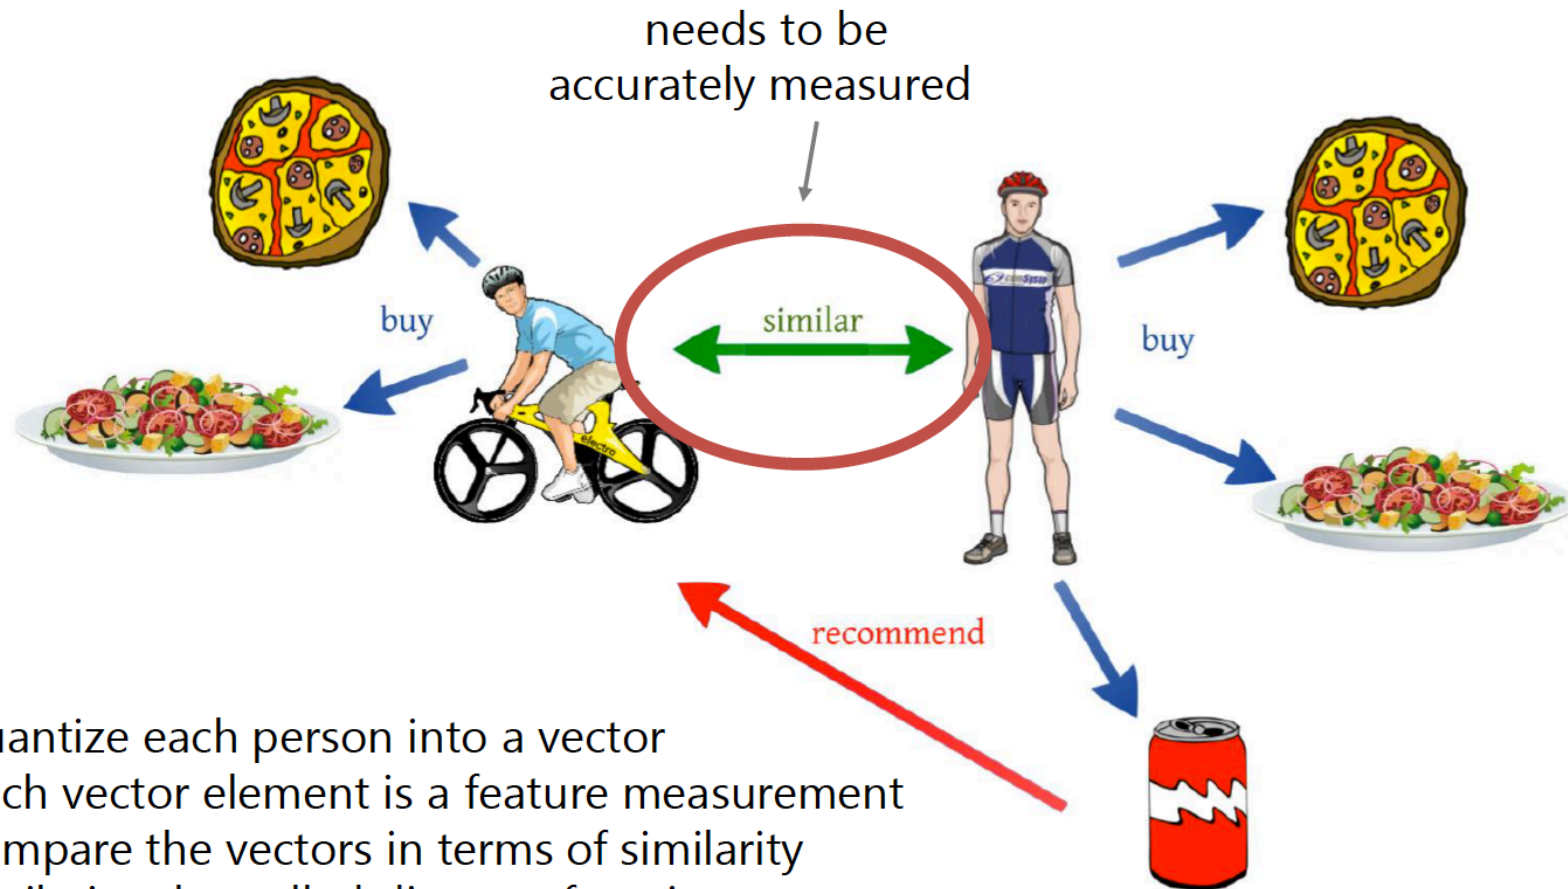 needs to be
accurately measured
buy
similar
buy
electro
recommend
uantize each person into a vector
ch vector element is a feature measurement
mpare the vectors in terms of similarity